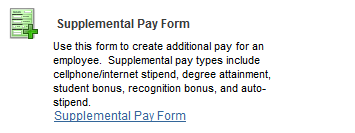 Supplemental Pay Form
Use this form to create additional pay for an
employee.  Supplemental pay types include
cellphone/internet stipend, degree attainment,
student bonus, recognition bonus, and auto-
stipend.
Supplemental Pay Form